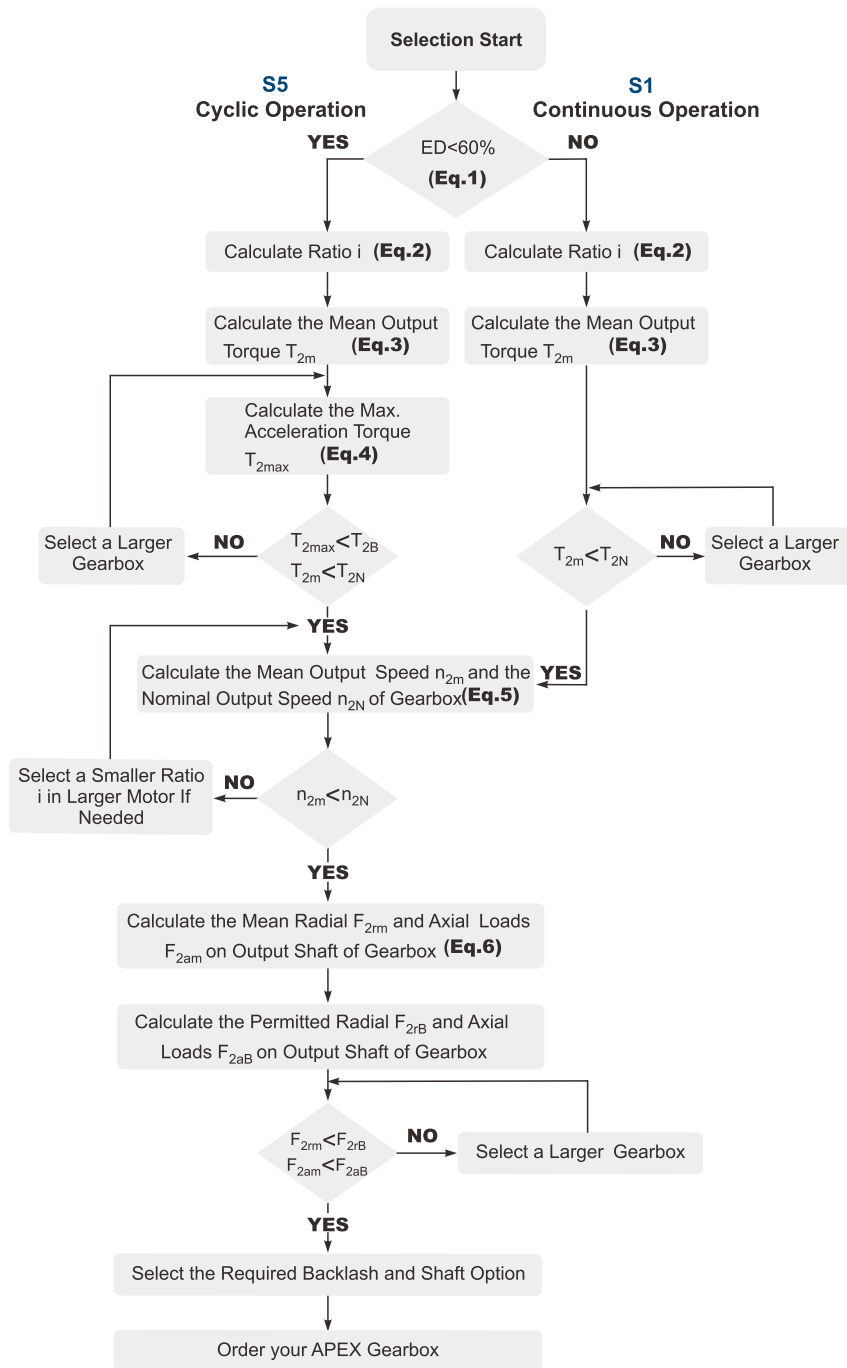 Selection Start
S5
Cyclic Operation
S1
Continuous Operation
YES
NO
ED<60%
(Eq.1)
Calculate Ratio i (Eq.2)
Calculate Ratio i (Eq.2)
Calculate the Mean Output
Torque T2m (Eq.3)
Calculate the Mean Output
Torque T2m (Eq.3)
Calculate the Max.
Acceleration Torque
T2max (Eq.4)
Select a Larger
Gearbox
NO
T2max<T2B
T2m<T2N
T2m<T2N
NO
Select a Larger
Gearbox
YES
Calculate the Mean Output Speed n2m and the
Nominal Output Speed n2N of Gearbox(Eq.5)
YES
Select a Smaller Ratio
i in Larger Motor If
Needed
NO
n2m<n2N
YES
Calculate the Mean Radial F2rm and Axial Loads
F2am on Output Shaft of Gearbox (Eq.6)
Calculate the Permitted Radial F2rB and Axial
Loads F2aB on Output Shaft of Gearbox
F2rm<F2rB
F2am<F2aB
NO
Select a Larger Gearbox
YES
Select the Required Backlash and Shaft Option
Order your APEX Gearbox